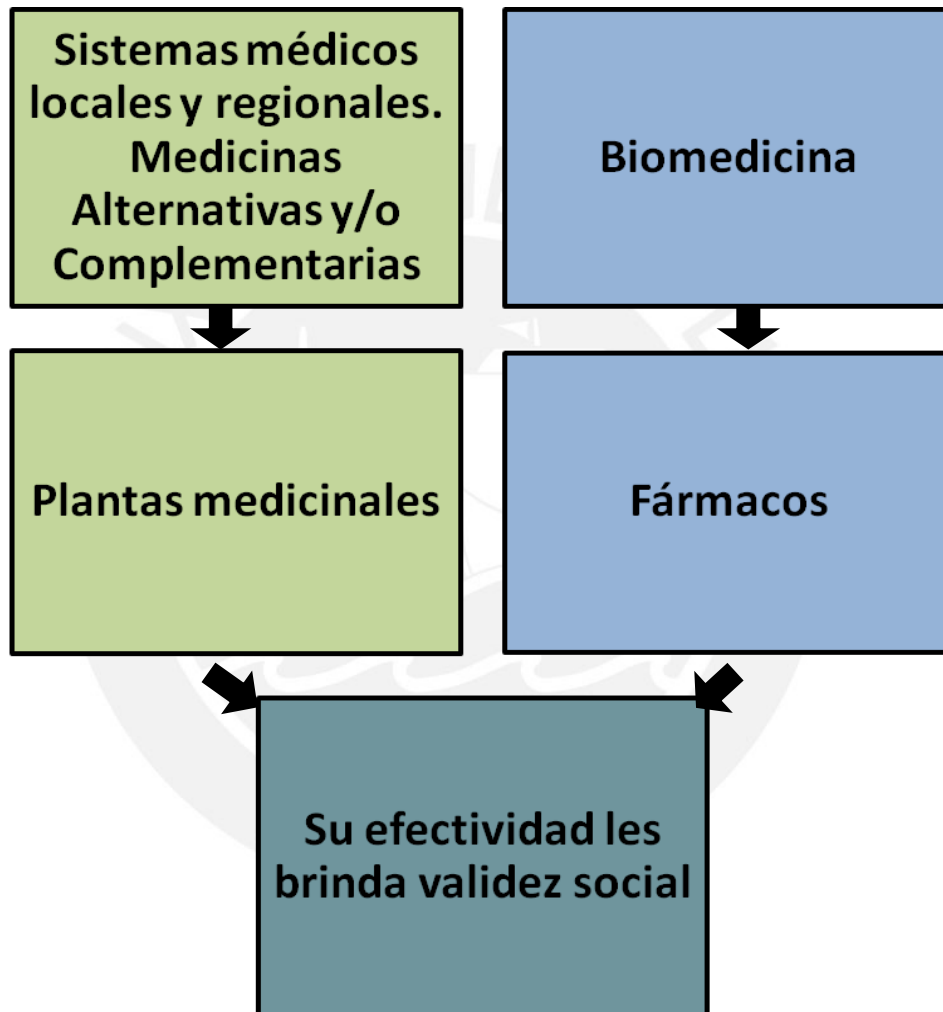 Sistemas médicos
locales y regionales.
Medicinas
Alternativas y/o
Complementarias
Biomedicina
Plantas medicinales
Fármacos
Su efectividad les
brinda validez social